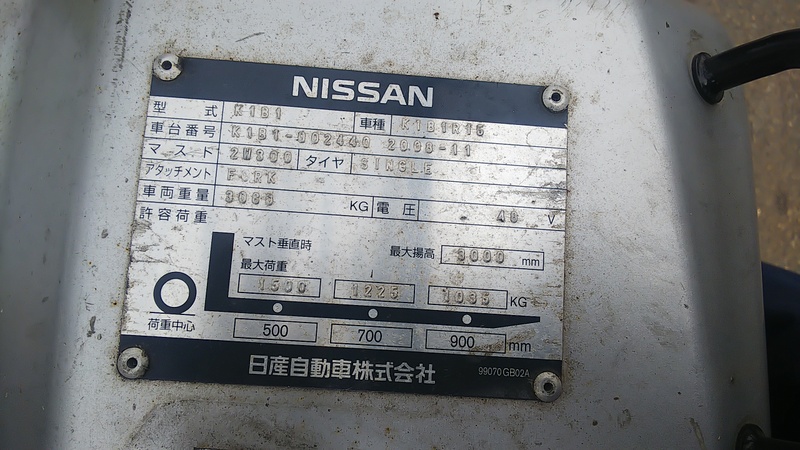 NISSAN
型式 K1B1 車種 K1B1R15
車台番号 K1B1-002440 2008-11
マスト 2W300 タイヤ SINGLE
アタッチメント FORK
車両重量 3085 KG 電圧 48 V
許容荷重
マスト垂直時 最大揚高 3000 mm
最大荷重
1500 1225 1035 KG
荷重中心 500 700 900 mm
日産自動車株式会社 99070GB02A